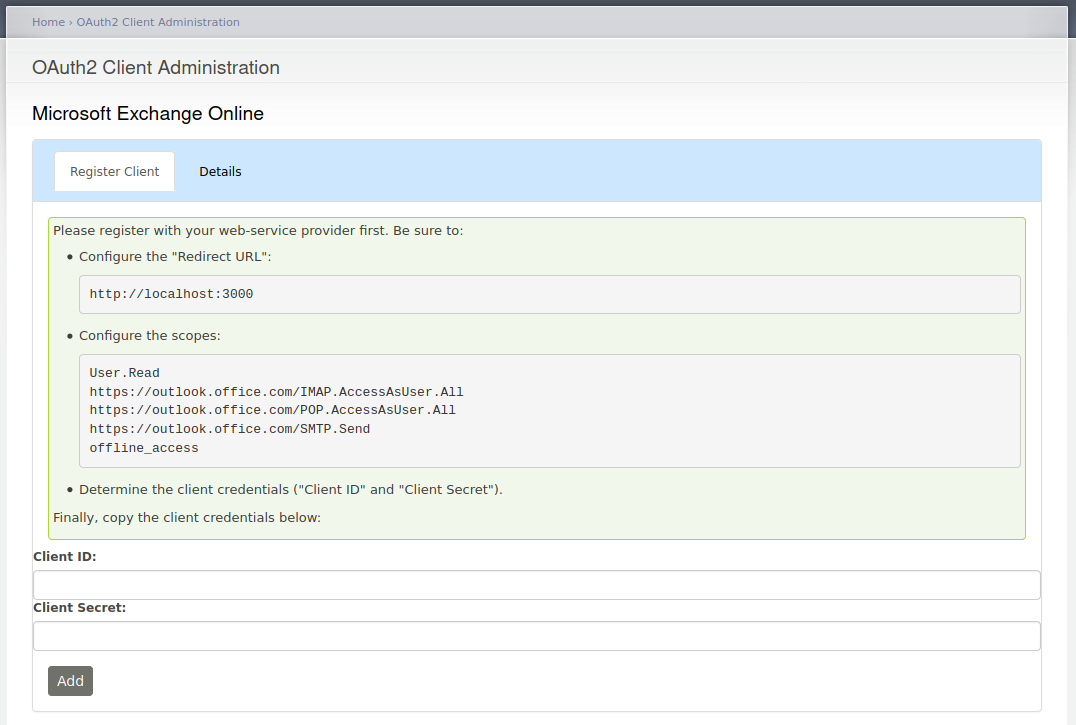 Home › OAuth2 Client Administration
OAuth2 Client Administration
Microsoft Exchange Online
Register Client Details
Please register with your web-service provider first. Be sure to:
• Configure the "Redirect URL":
http://localhost:3000
• Configure the scopes:
User.Read
https://outlook.office.com/IMAP.AccessAsUser.All
https://outlook.office.com/POP.AccessAsUser.All
https://outlook.office.com/SMTP.Send
offline_access
• Determine the client credentials ("Client ID" and "Client Secret").
Finally, copy the client credentials below:
Client ID:
Client Secret:
Add